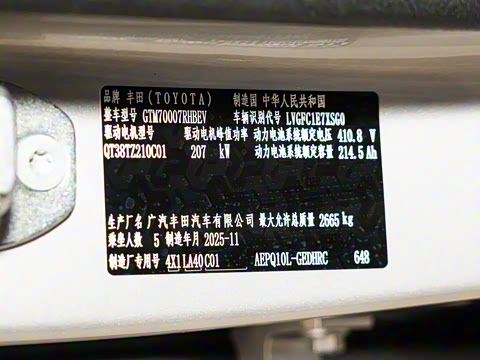 品牌 丰田(TOYOTA) 制造国 中华人民共和国
整车型号 GTM70007RHBEV 车辆识别代号 LVGFC1E7XSG0
驱动电机型号 驱动电机峰值功率 动力电池系统额定电压 410.8 V
QT38TZ210C01 207 kW 动力电池系统额定容量 214.5 Ah
生产厂名 广汽丰田汽车有限公司 最大允许总质量 2665 kg
乘坐人数 5 制造年月 2025-11
制造厂专用号 4X1 LA40 C01 AEPQ10L-GEDHRC 648